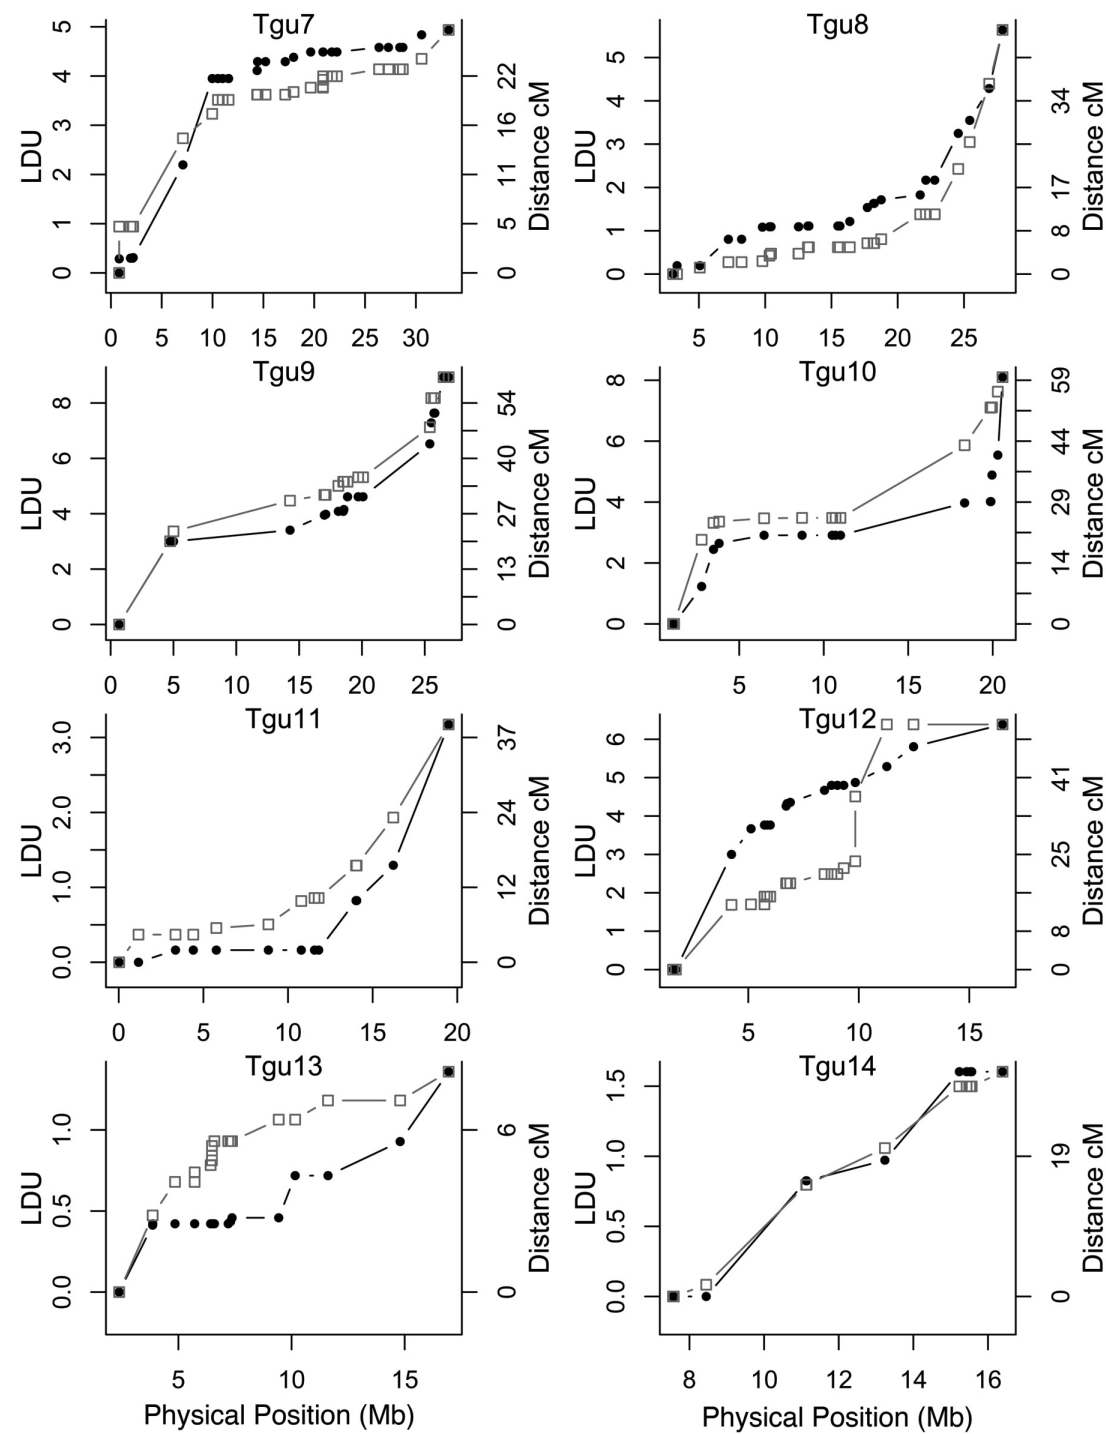 Tgu7
LDU
0 1 2 3 4 5
0 5 11 16 22
Distance cM
0 5 10 15 20 25 30
Tgu8
LDU
0 1 2 3 4 5
0 8 17 34
Distance cM
5 10 15 20 25
Tgu9
LDU
0 2 4 6 8
0 13 27 40 54
Distance cM
0 5 10 15 20 25
Tgu10
LDU
0 2 4 6 8
0 14 29 44 59
Distance cM
5 10 15 20
Tgu11
LDU
0.0 1.0 2.0 3.0
0 12 24 37
Distance cM
0 5 10 15 20
Tgu12
LDU
0 1 2 3 4 5 6
0 8 25 41
Distance cM
5 10 15
Tgu13
LDU
0.0 0.5 1.0
0 6
Distance cM
5 10 15
Physical Position (Mb)
Tgu14
LDU
0.0 0.5 1.0 1.5
0 19
Distance cM
8 10 12 14 16
Physical Position (Mb)